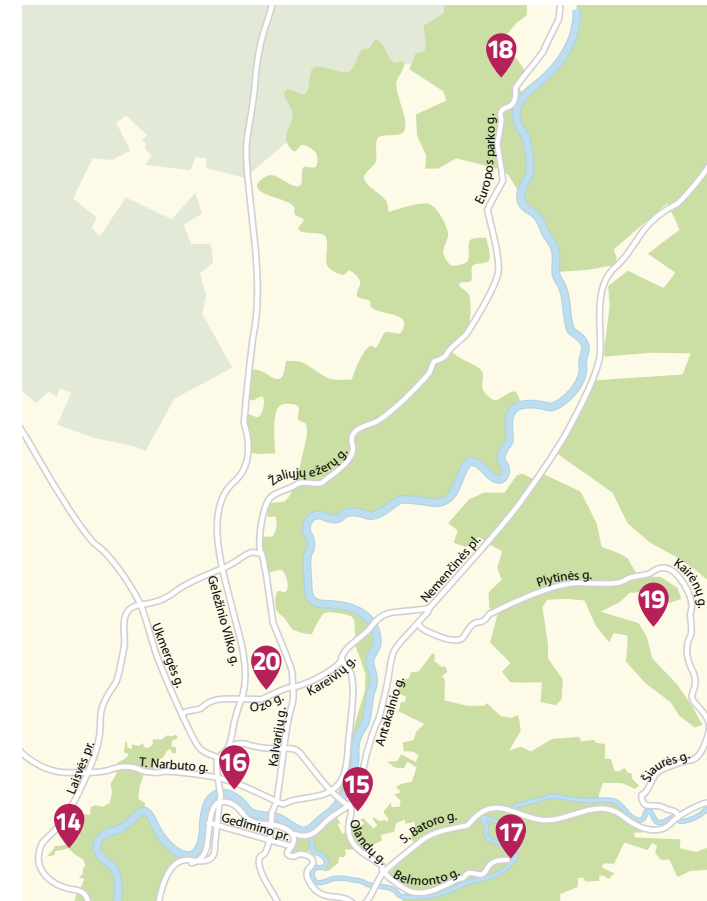 18
Europos parko g.
Žaliųjų ežerų g.
Nemenčinės pl.
Plytinės g.
Kairėnų g.
19
Geležinio Vilko g.
Ukmergės g.
20
Ozo g.
Kareivių g.
Kalvarijų g.
Antakalnio g.
Laisvės pr.
T. Narbuto g.
16
15
14
Gedimino pr.
Olandų g.
S. Batoro g.
17
Belmonto g.
Šiaurės g.